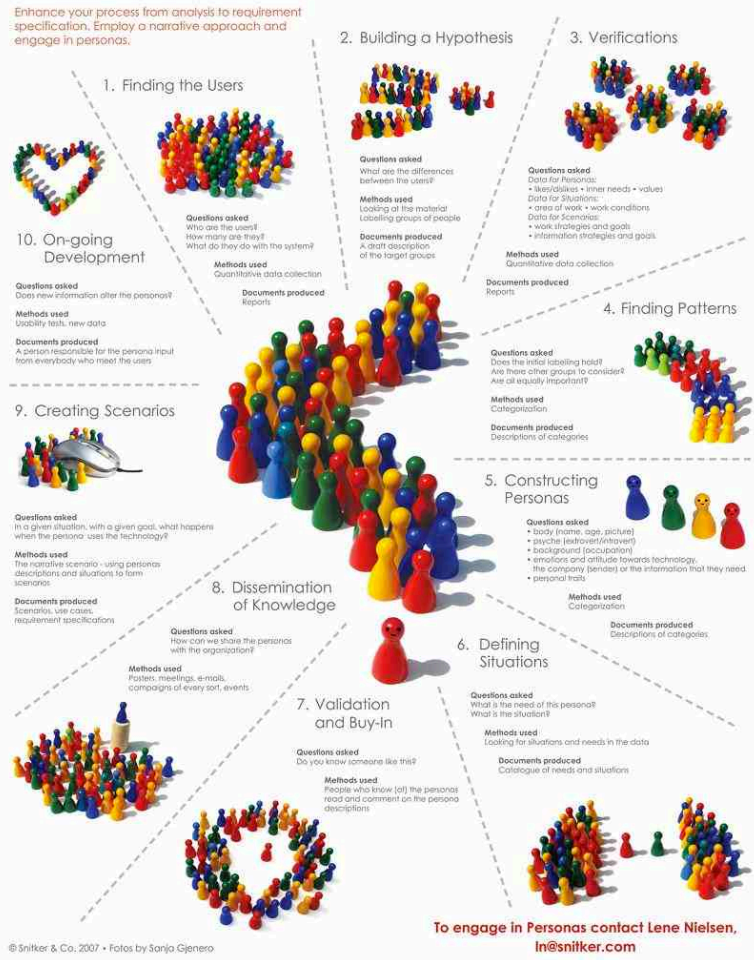 Enhance your process from analysis to requirement
specification. Employ a narrative approach and
engage in personas.
1. Finding the Users
Questions asked
Who are the users?
How many are they?
What do they do with the system?
Methods used
Quantitative data collection
Documents produced
Reports
2. Building a Hypothesis
Questions asked
What are the differences
between the users?
Methods used
Looking at the material
Labelling groups of people
Documents produced
A draft description
of the target groups
3. Verifications
Questions asked
Data for Personas:
• likes/dislikes • inner needs • values
Data for Situations:
• area of work • work conditions
Data for Scenarios:
• work strategies and goals
• information strategies and goals
Methods used
Quantitative data collection
Documents produced
Reports
4. Finding Patterns
Questions asked
Does the initial labelling hold?
Are there other groups to consider?
Are all equally important?
Methods used
Categorization
Documents produced
Descriptions of categories
5. Constructing
Personas
Questions asked
• body (name, age, picture)
• psyche (extrovert/introvert)
• background (occupation)
• emotions and attitude towards technology,
the company (sender) or the information that they need
• personal traits
Methods used
Categorization
Documents produced
Descriptions of categories
6. Defining
Situations
Questions asked
What is the need of this persona?
What is the situation?
Methods used
Looking for situations and needs in the data
Documents produced
Catalogue of needs and situations
7. Validation
and Buy-In
Questions asked
Do you know someone like this?
Methods used
People who know (of) the personas
read and comment on the persona
descriptions
8. Dissemination
of Knowledge
Questions asked
How can we share the personas
with the organization?
Methods used
Posters, meetings, e-mails,
campaigns of every sort, events
9. Creating Scenarios
Questions asked
In a given situation, with a given goal, what happens
when the persona uses the technology?
Methods used
The narrative scenario - using personas
descriptions and situations to form
scenarios
Documents produced
Scenarios, use cases,
requirement specifications
10. On-going
Development
Questions asked
Does new information alter the personas?
Methods used
Usability tests, new data
Documents produced
A person responsible for the persona input
from everybody who meet the users
To engage in Personas contact Lene Nielsen,
ln@snitker.com
© Snitker & Co. 2007 • Fotos by Sanja Gjenero